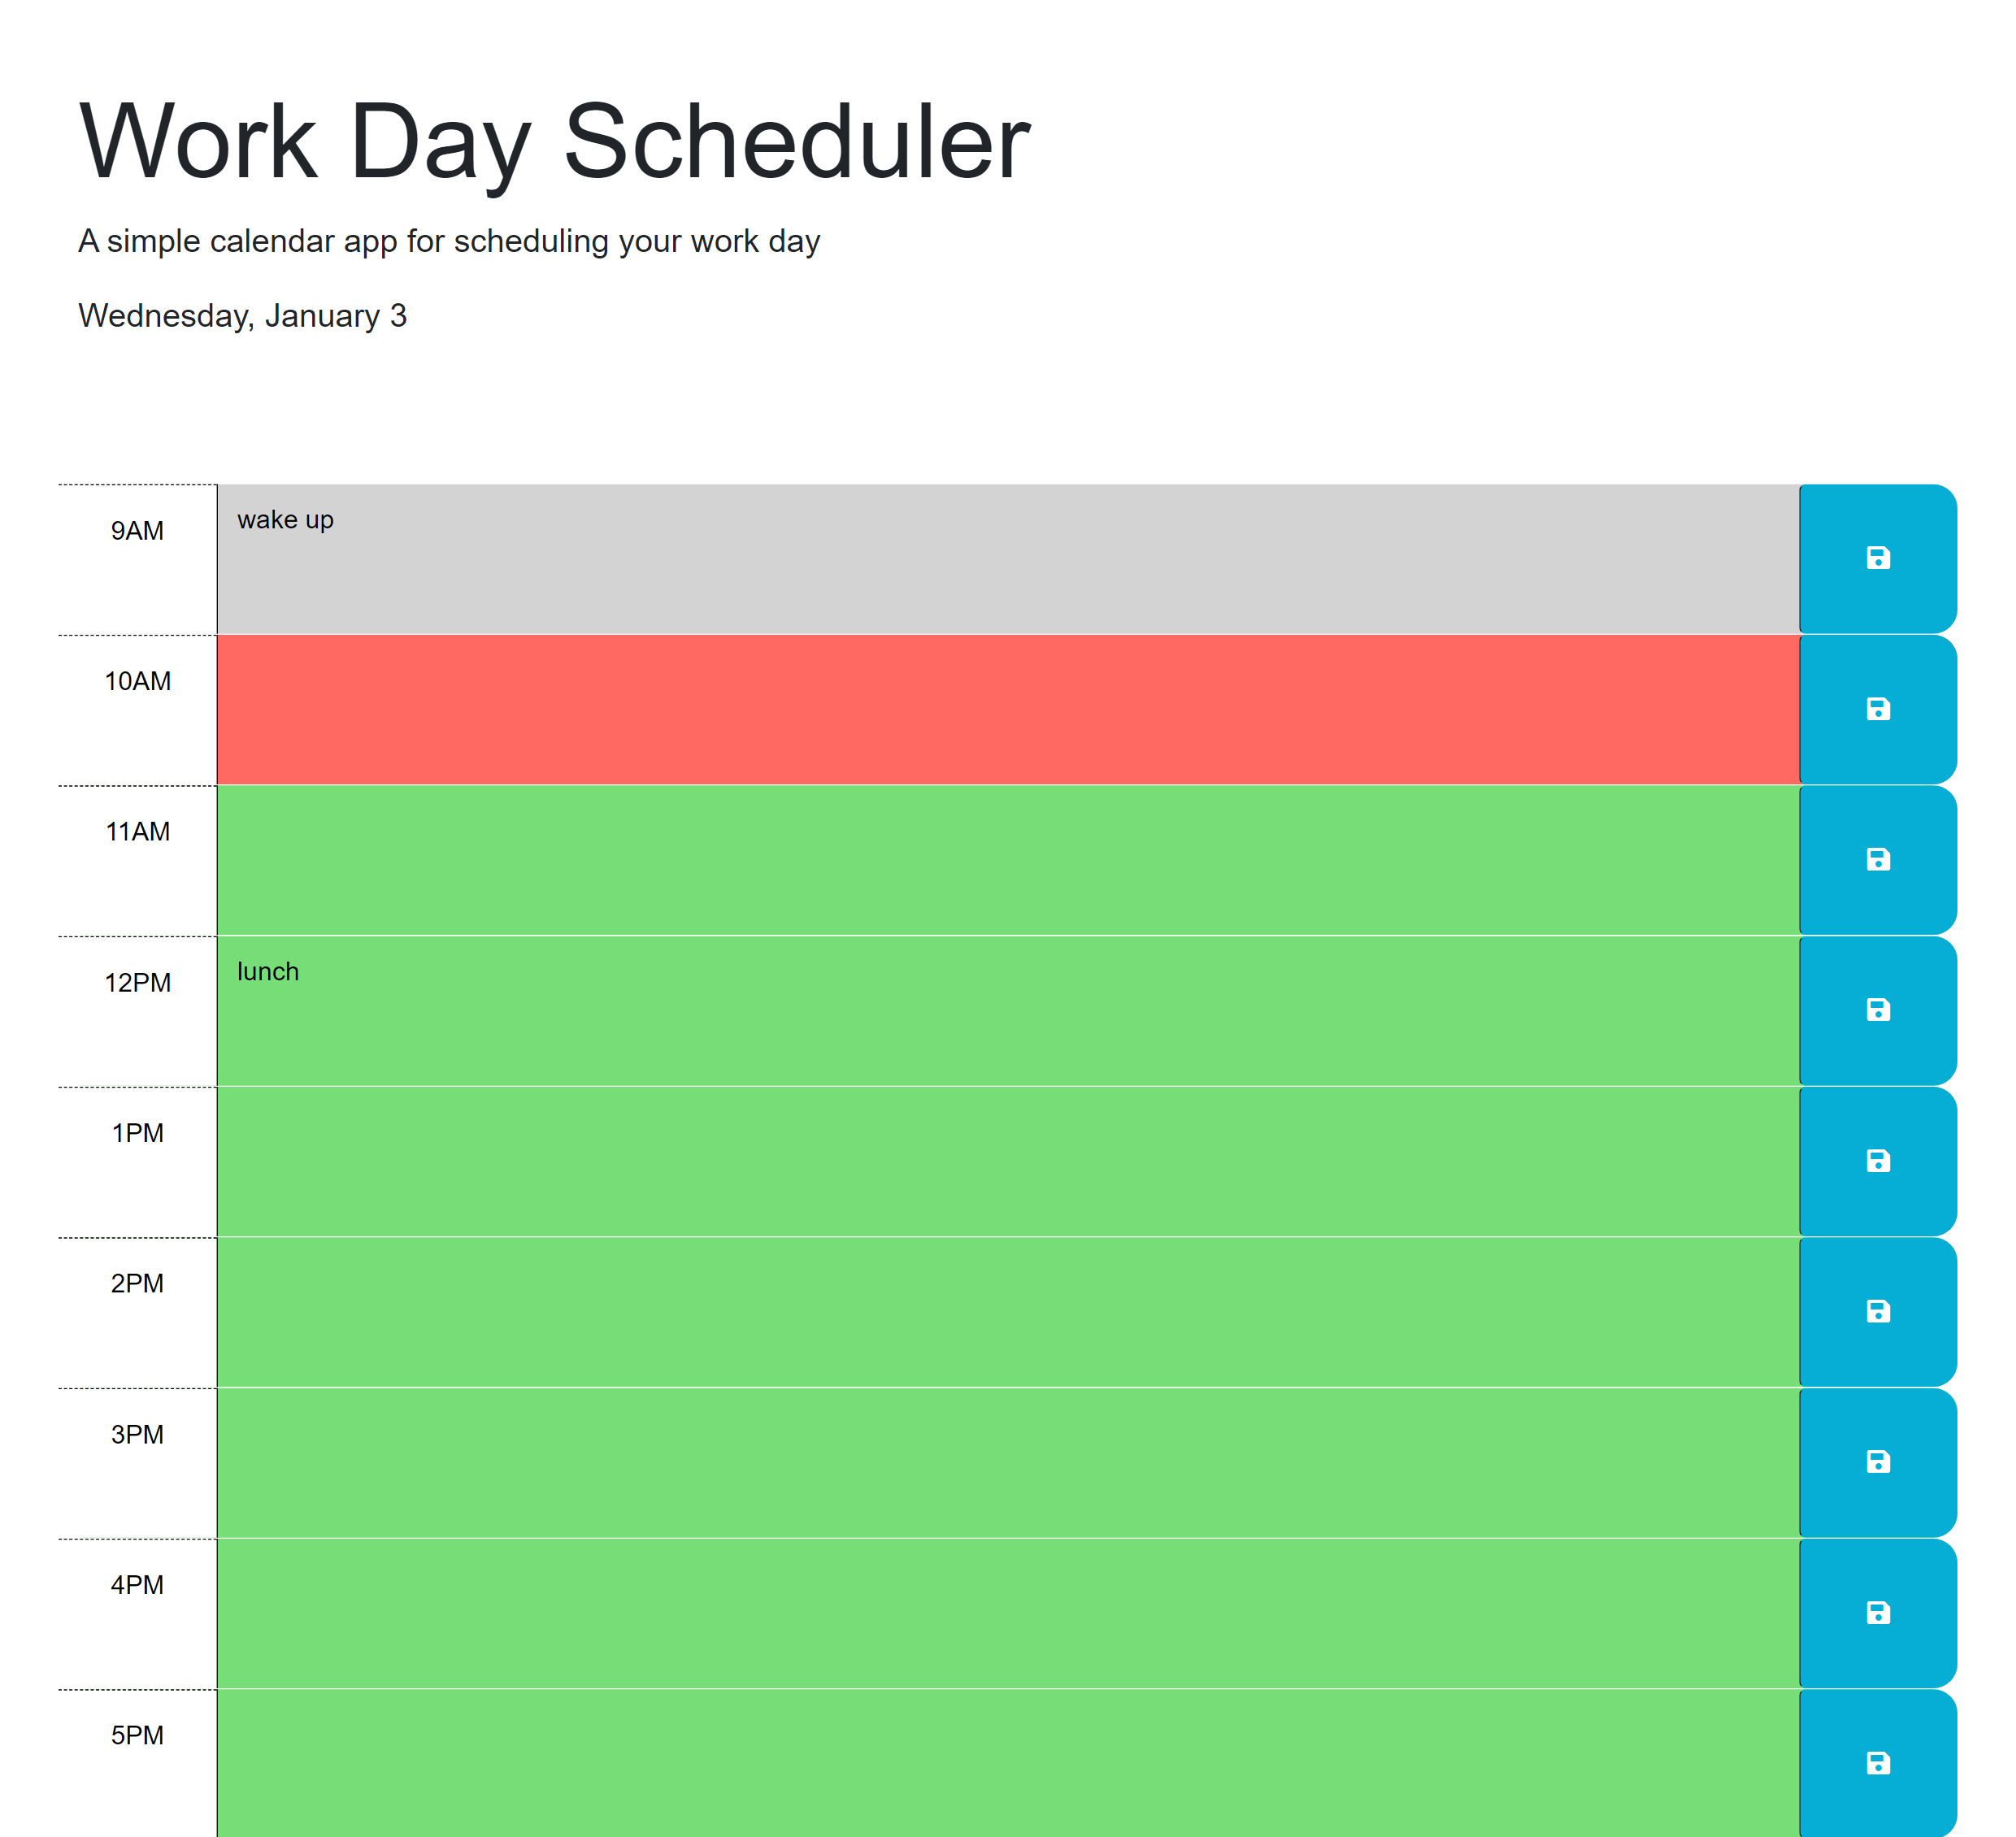 Work Day Scheduler
A simple calendar app for scheduling your work day
Wednesday, January 3
9AM
wake up
10AM
11AM
12PM
lunch
1PM
2PM
3PM
4PM
5PM